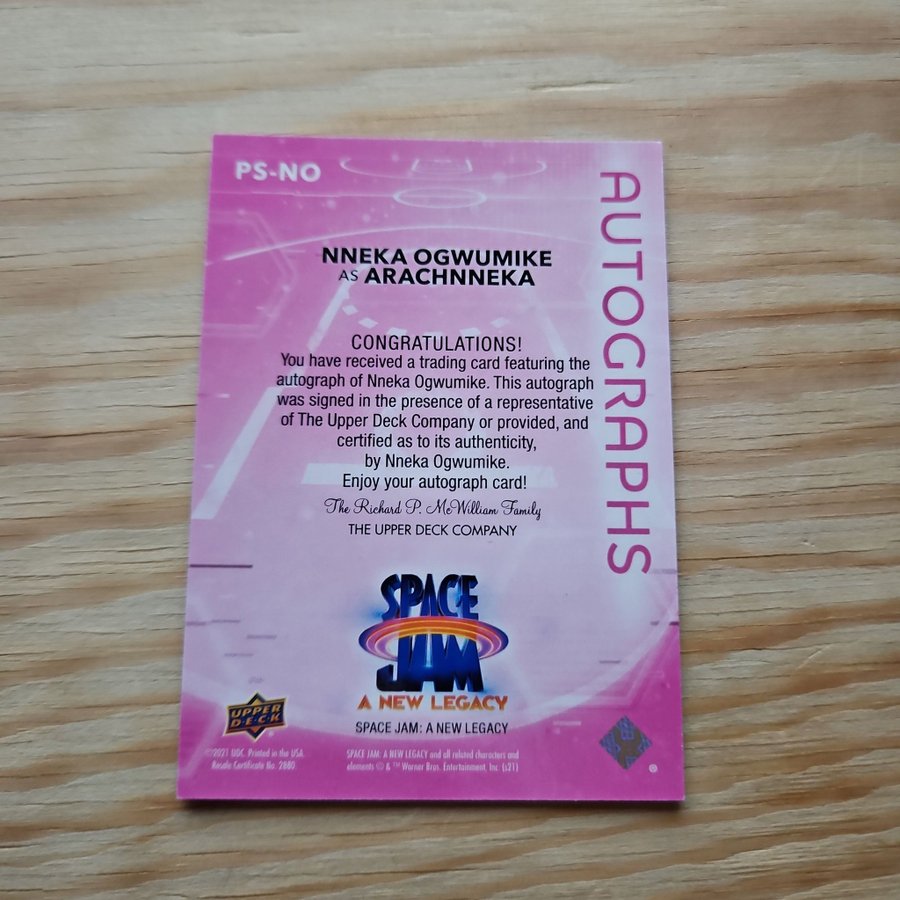 PS-NO
AUTOGRAPHS
NNEKA OGWUMIKE
AS ARACHNNEKA
CONGRATULATIONS!
You have received a trading card featuring the
autograph of Nneka Ogwumike. This autograph
was signed in the presence of a representative
of The Upper Deck Company or provided, and
certified as to its authenticity,
by Nneka Ogwumike.
Enjoy your autograph card!
The Richard P. McWilliam Family
THE UPPER DECK COMPANY
SPACE
JAM
A NEW LEGACY
SPACE JAM: A NEW LEGACY
UPPER
D·E·C·K
©2021 UDC. Printed in the USA.
Resale Certificate No. 2880.
SPACE JAM: A NEW LEGACY and all related characters and
elements © & ™ Warner Bros. Entertainment, Inc. (s21)